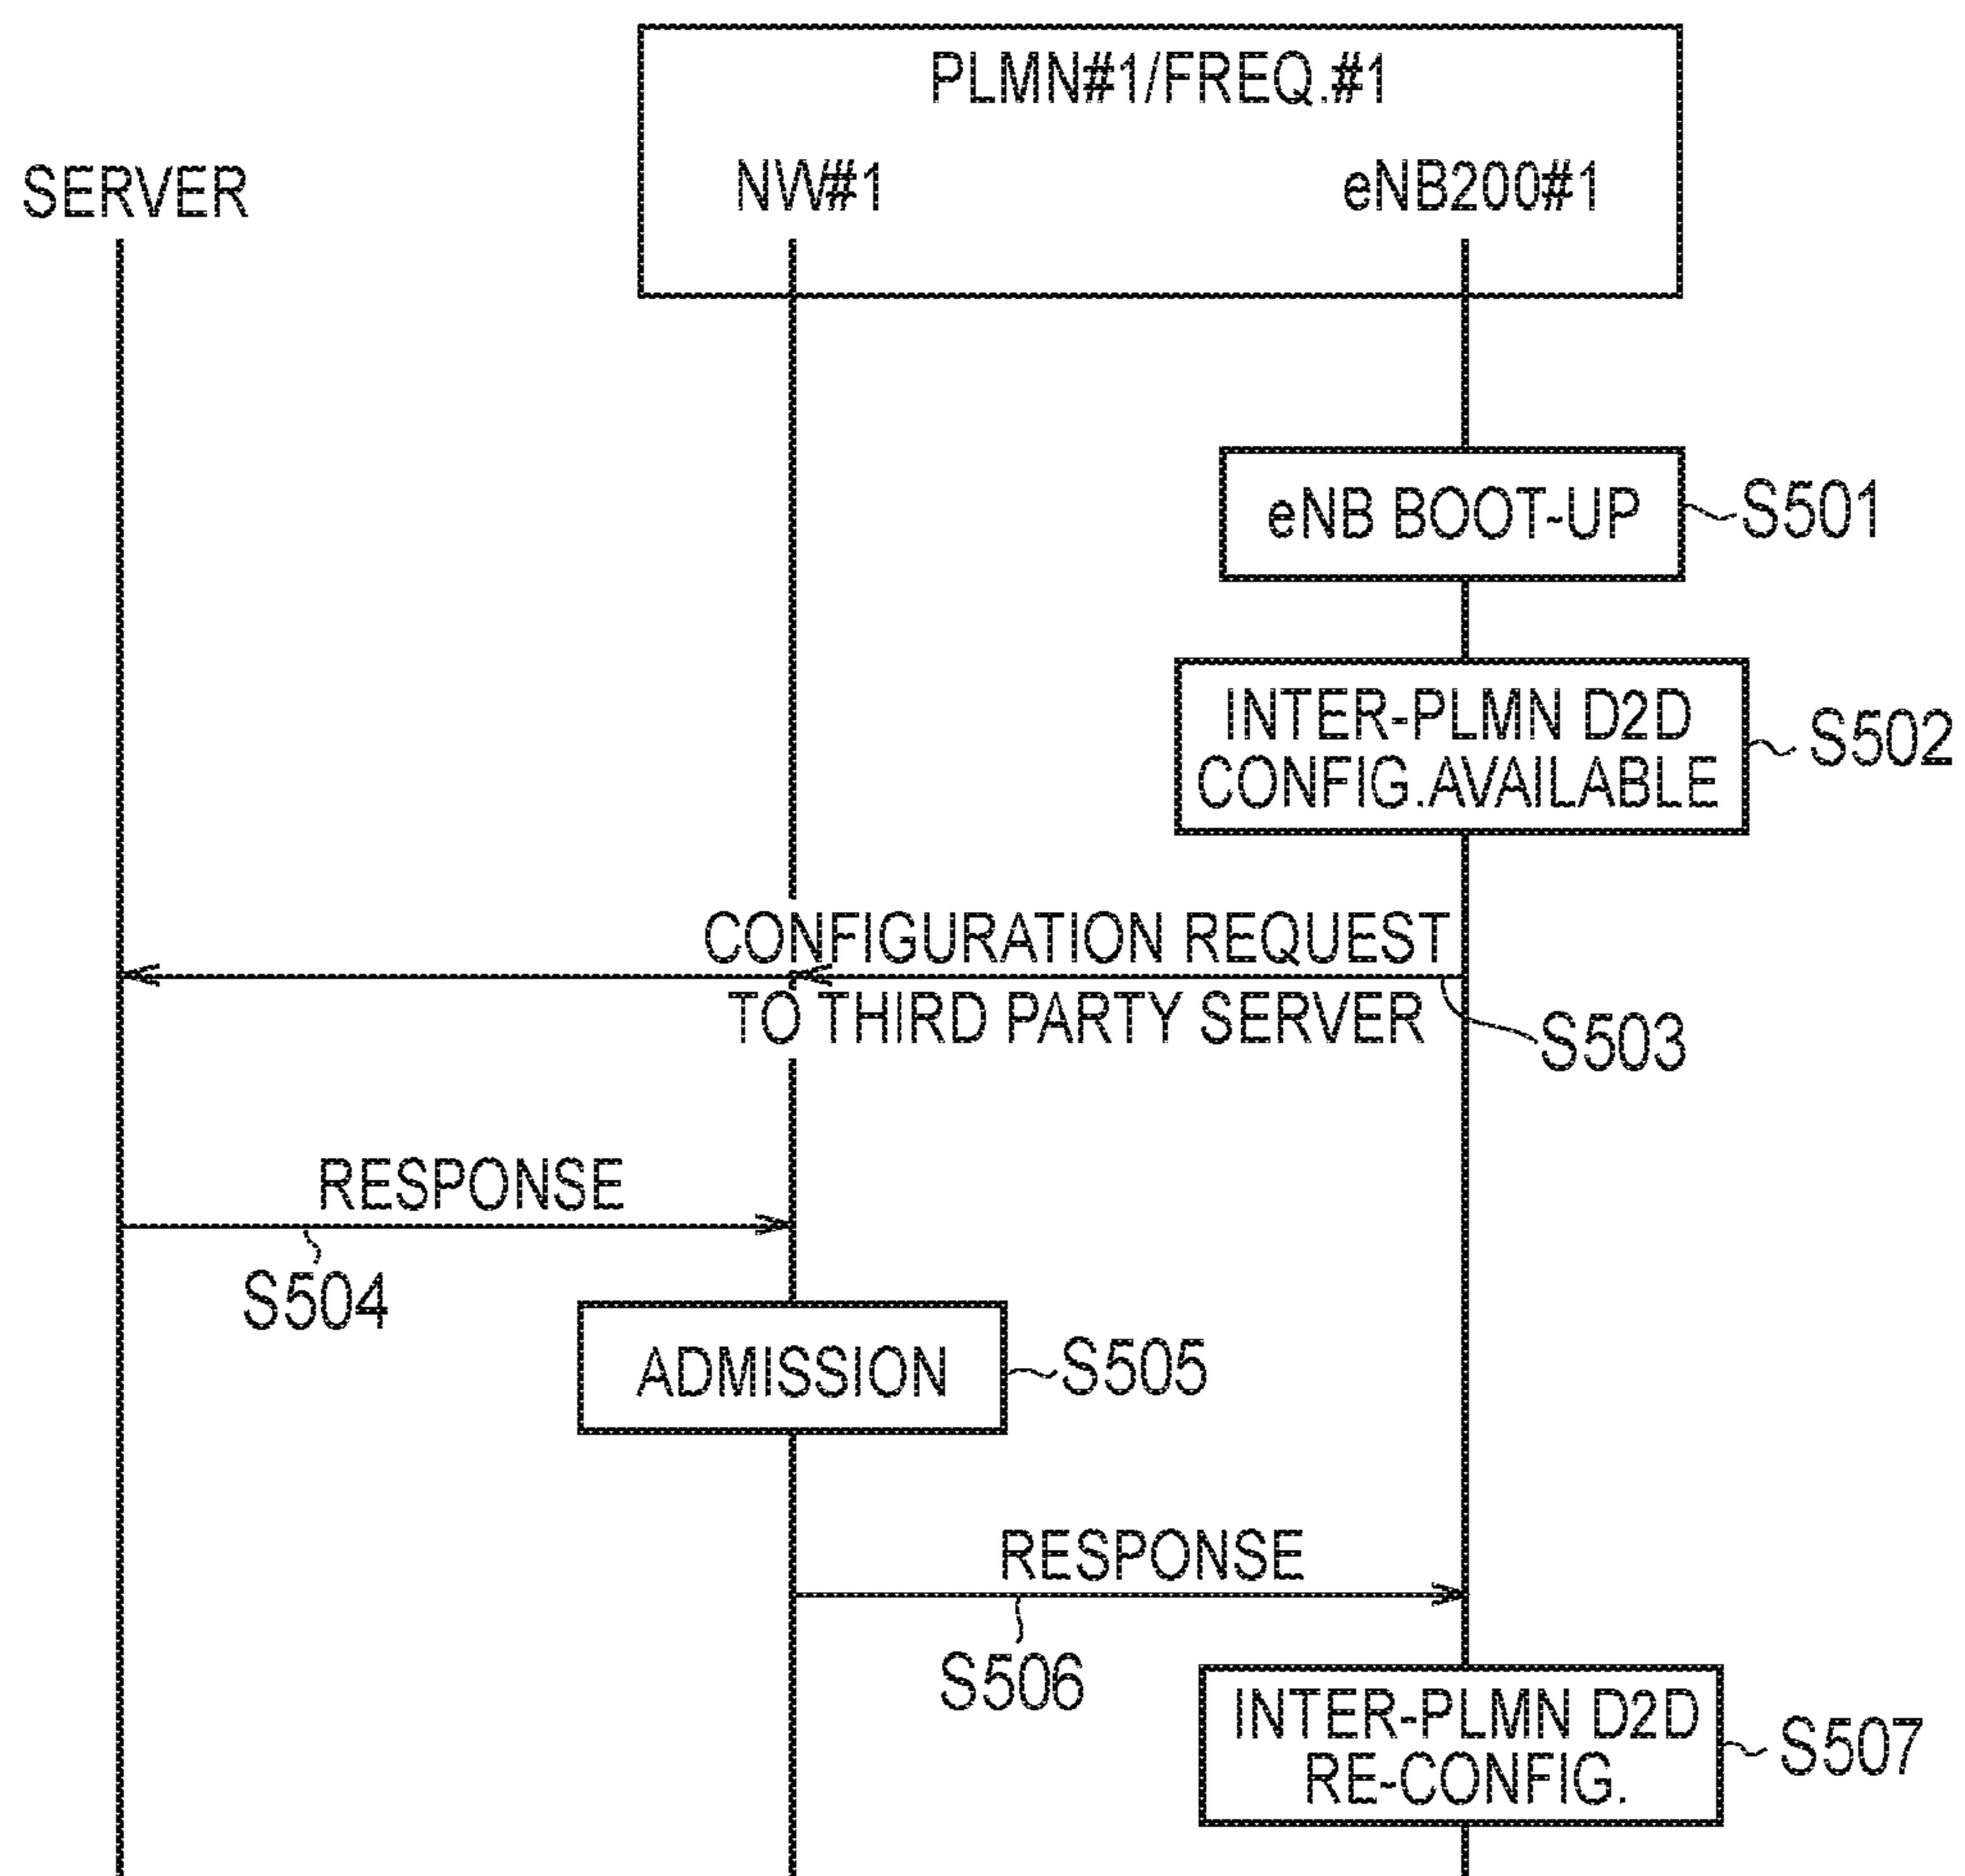 PLMN#1/FREQ.#1
SERVER
NW#1
eNB200#1
eNB BOOT-UP
S501
INTER-PLMN D2D
CONFIG.AVAILABLE
S502
CONFIGURATION REQUEST
TO THIRD PARTY SERVER
S503
RESPONSE
S504
ADMISSION
S505
RESPONSE
S506
INTER-PLMN D2D
RE-CONFIG.
S507